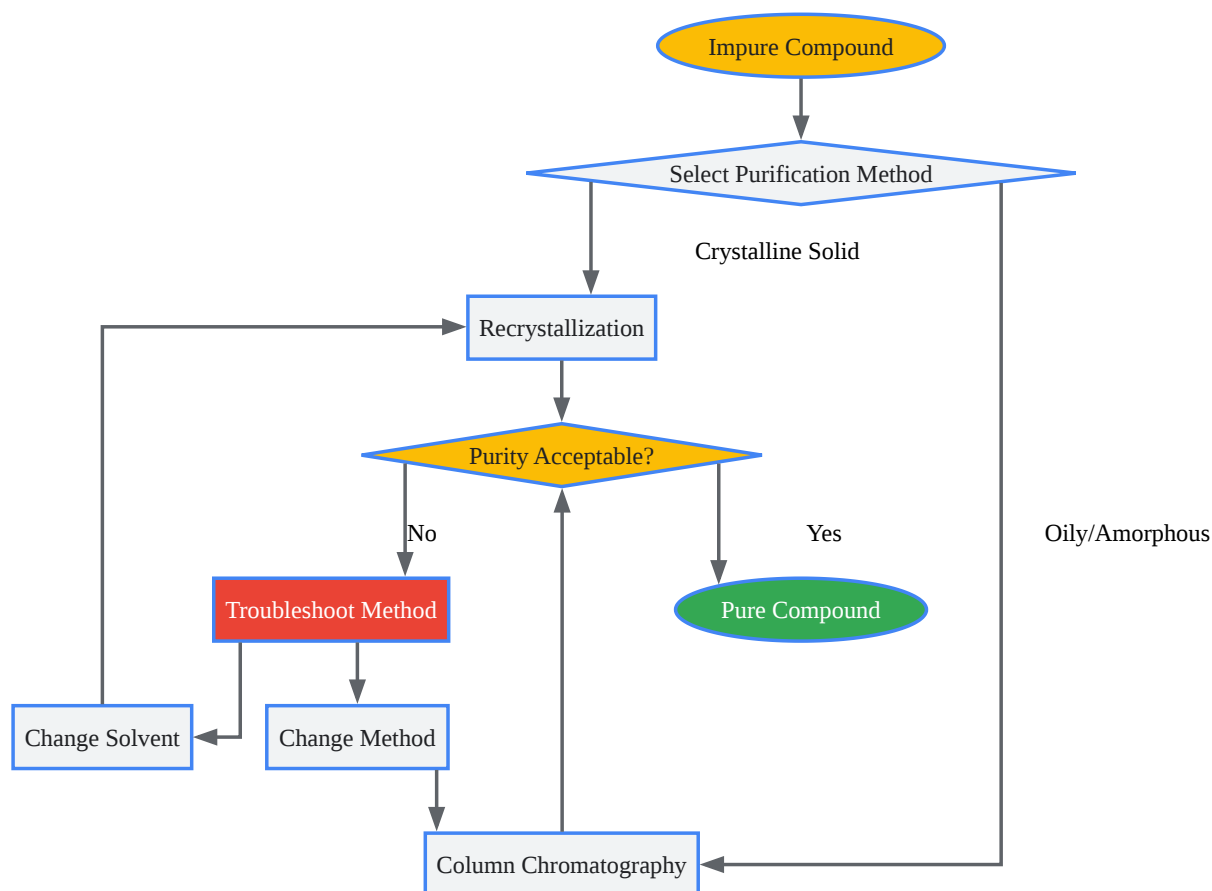 Impure Compound
Select Purification Method
Crystalline Solid
Recrystallization
Purity Acceptable?
No
Yes
Oily/Amorphous
Troubleshoot Method
Pure Compound
Change Solvent
Change Method
Column Chromatography